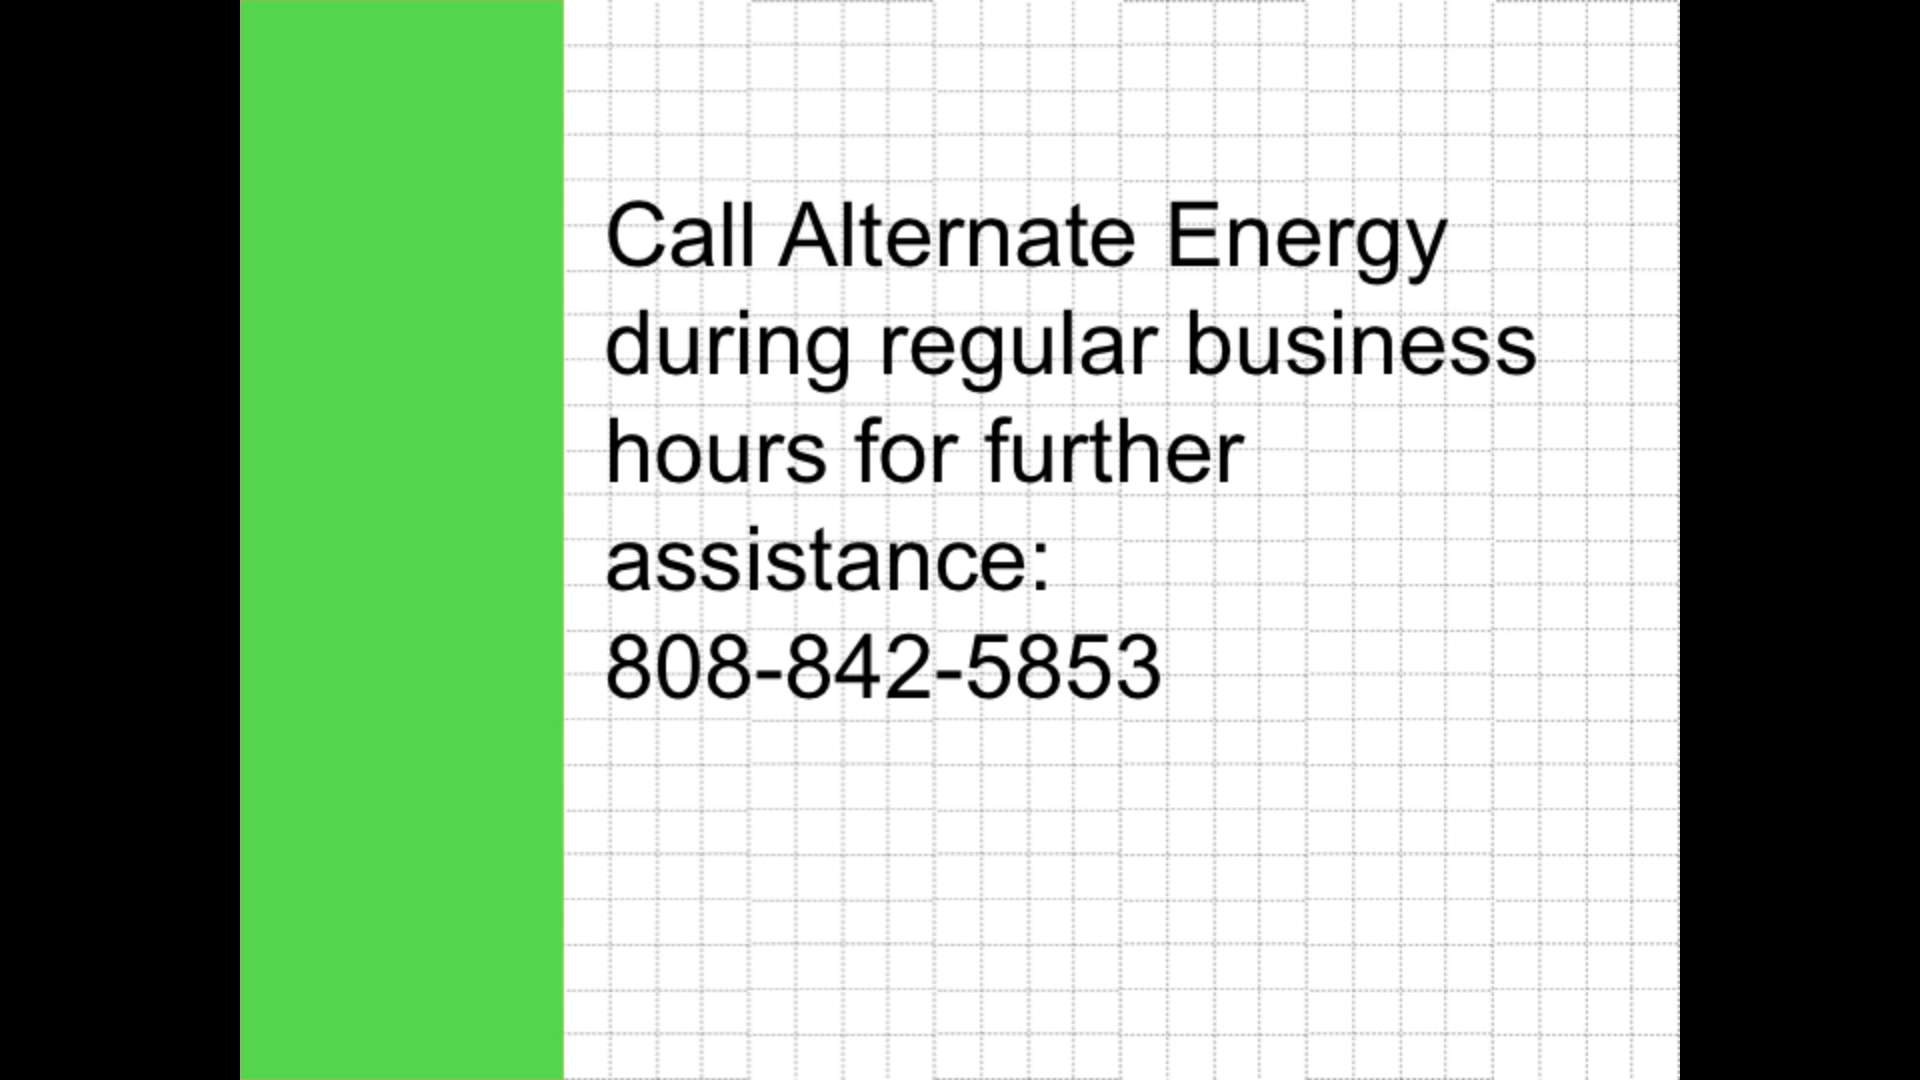 Call Alternate Energy
during regular business
hours for further
assistance:
808-842-5853